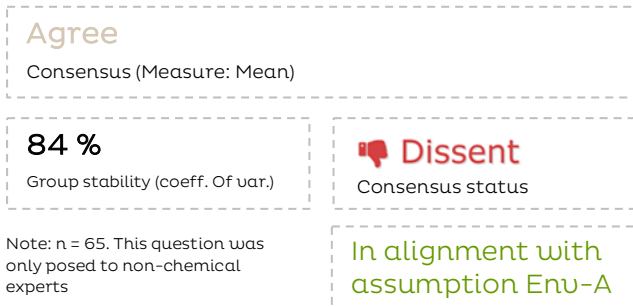 Agree
Consensus (Measure: Mean)
84 %
Group stability (coeff. Of var.)
Dissent
Consensus status
Note: n = 65. This question was
only posed to non-chemical
experts
In alignment with
assumption Env-A